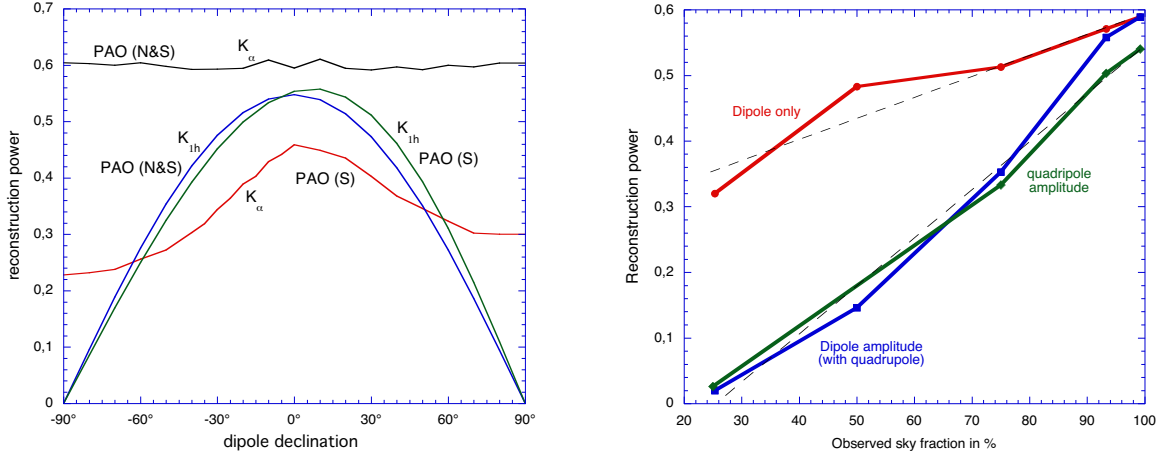 0,7
0,6
0,5
0,4
0,3
0,2
0,1
0
reconstruction power
PAO (N&S)
Kα
K1h
PAO (N&S)
K1h
PAO (S)
PAO (S)
Kα
-90° -60° -30° 0° 30° 60° 90°
dipole declination
0,6
0,5
0,4
0,3
0,2
0,1
0
Reconstruction power
Dipole only
quadripole
amplitude
Dipole amplitude
(with quadrupole)
20 30 40 50 60 70 80 90 100
Observed sky fraction in %